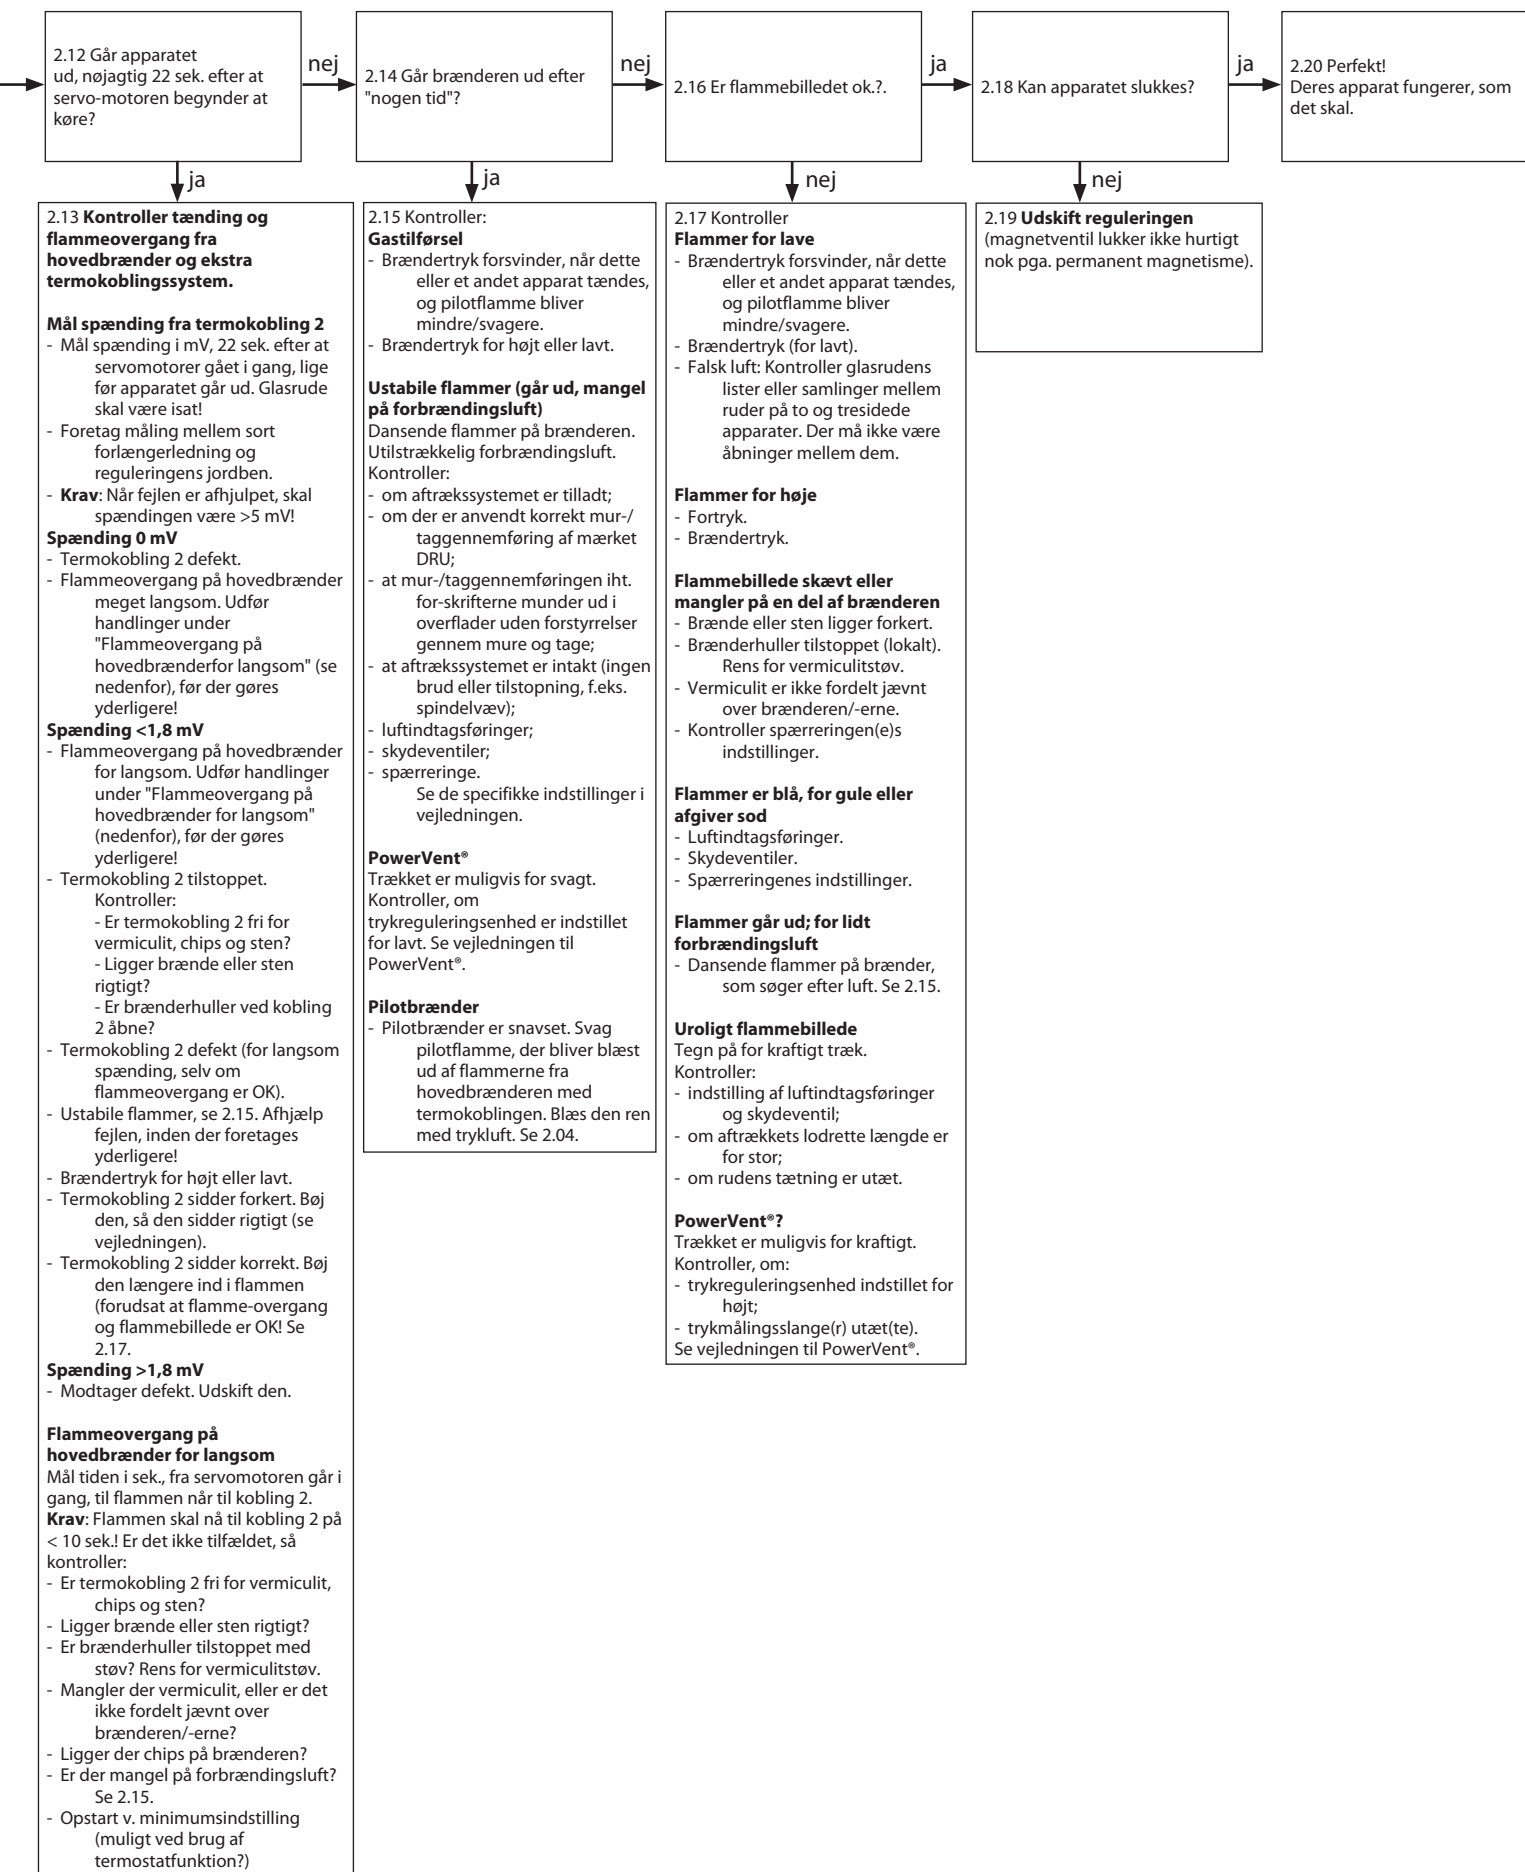 2.12 Går apparatet
ud, nøjagtig 22 sek. efter at
servo-motoren begynder at
køre?
nej
2.14 Går brænderen ud efter
"nogen tid"?
nej
2.16 Er flammebilledet ok.?.
ja
2.18 Kan apparatet slukkes?
ja
2.20 Perfekt!
Deres apparat fungerer, som
det skal.
ja
ja
nej
nej
2.13 Kontroller tænding og
flammeovergang fra
hovedbrænder og ekstra
termokoblingssystem.
Mål spænding fra termokobling 2
- Mål spænding i mV, 22 sek. efter at
servomotorer gået i gang, lige
før apparatet går ud. Glasrude
skal være isat!
- Foretag måling mellem sort
forlængerledning og
reguleringens jordben.
- Krav: Når fejlen er afhjulpet, skal
spændingen være >5 mV!
Spænding 0 mV
- Termokobling 2 defekt.
- Flammeovergang på hovedbrænder
meget langsom. Udfør
handlinger under
"Flammeovergang på
hovedbrænderfor langsom" (se
nedenfor), før der gøres
yderligere!
Spænding <1,8 mV
- Flammeovergang på hovedbrænder
for langsom. Udfør handlinger
under "Flammeovergang på
hovedbrænder for langsom"
(nedenfor), før der gøres
yderligere!
- Termokobling 2 tilstoppet.
Kontroller:
- Er termokobling 2 fri for
vermiculit, chips og sten?
- Ligger brænde eller sten
rigtigt?
- Er brænderhuller ved kobling
2 åbne?
- Termokobling 2 defekt (for langsom
spænding, selv om
flammeovergang er OK).
- Ustabile flammer, se 2.15. Afhjælp
fejlen, inden der foretages
yderligere!
- Brændertryk for højt eller lavt.
- Termokobling 2 sidder forkert. Bøj
den, så den sidder rigtigt (se
vejledningen).
- Termokobling 2 sidder korrekt. Bøj
den længere ind i flammen
(forudsat at flamme-overgang
og flammebillede er OK! Se
2.17.
Spænding >1,8 mV
- Modtager defekt. Udskift den.
Flammeovergang på
hovedbrænder for langsom
Mål tiden i sek., fra servomotoren går i
gang, til flammen når til kobling 2.
Krav: Flammen skal nå til kobling 2 på
< 10 sek.! Er det ikke tilfældet, så
kontroller:
- Er termokobling 2 fri for vermiculit,
chips og sten?
- Ligger brænde eller sten rigtigt?
- Er brænderhuller tilstoppet med
støv? Rens for vermiculitstøv.
- Mangler der vermiculit, eller er det
ikke fordelt jævnt over
brænderen/-erne?
- Ligger der chips på brænderen?
- Er der mangel på forbrændingsluft?
Se 2.15.
- Opstart v. minimumsindstilling
(muligt ved brug af
termostatfunktion?)
2.15 Kontroller:
Gastilførsel
- Brændertryk forsvinder, når dette
eller et andet apparat tændes,
og pilotflamme bliver
mindre/svagere.
- Brændertryk for højt eller lavt.
Ustabile flammer (går ud, mangel
på forbrændingsluft)
Dansende flammer på brænderen.
Utilstrækkelig forbrændingsluft.
Kontroller:
- om aftrækssystemet er tilladt;
- om der er anvendt korrekt mur-/
taggennemføring af mærket
DRU;
- at mur-/taggennemføringen iht.
for-skrifterne munder ud i
overflader uden forstyrrelser
gennem mure og tage;
- at aftrækssystemet er intakt (ingen
brud eller tilstopning, f.eks.
spindelvæv);
- luftindtagsføringer;
- skydeventiler;
- spærreringe.
Se de specifikke indstillinger i
vejledningen.
PowerVent®
Trækket er muligvis for svagt.
Kontroller, om
trykreguleringsenhed er indstillet
for lavt. Se vejledningen til
PowerVent®.
Pilotbrænder
- Pilotbrænder er snavset. Svag
pilotflamme, der bliver blæst
ud af flammerne fra
hovedbrænderen med
termokoblingen. Blæs den ren
med trykluft. Se 2.04.
2.17 Kontroller
Flammer for lave
- Brændertryk forsvinder, når dette
eller et andet apparat tændes,
og pilotflamme bliver
mindre/svagere.
- Brændertryk (for lavt).
- Falsk luft: Kontroller glasrudens
lister eller samlinger mellem
ruder på to og tresidede
apparater. Der må ikke være
åbninger mellem dem.
Flammer for høje
- Fortryk.
- Brændertryk.
Flammebillede skævt eller
mangler på en del af brænderen
- Brænde eller sten ligger forkert.
- Brænderhuller tilstoppet (lokalt).
Rens for vermiculitstøv.
- Vermiculit er ikke fordelt jævnt
over brænderen/-erne.
- Kontroller spærreringen(e)s
indstillinger.
Flammer er blå, for gule eller
afgiver sod
- Luftindtagsføringer.
- Skydeventiler.
- Spærreringenes indstillinger.
Flammer går ud; for lidt
forbrændingsluft
- Dansende flammer på brænder,
som søger efter luft. Se 2.15.
Uroligt flammebillede
Tegn på for kraftigt træk.
Kontroller:
- indstilling af luftindtagsføringer
og skydeventil;
- om aftrækkets lodrette længde er
for stor;
- om rudens tætning er utæt.
PowerVent®?
Trækket er muligvis for kraftigt.
Kontroller, om:
- trykreguleringsenhed indstillet for
højt;
- trykmålingsslange(r) utæt(te).
Se vejledningen til PowerVent®.
2.19 Udskift reguleringen
(magnetventil lukker ikke hurtigt
nok pga. permanent magnetisme).